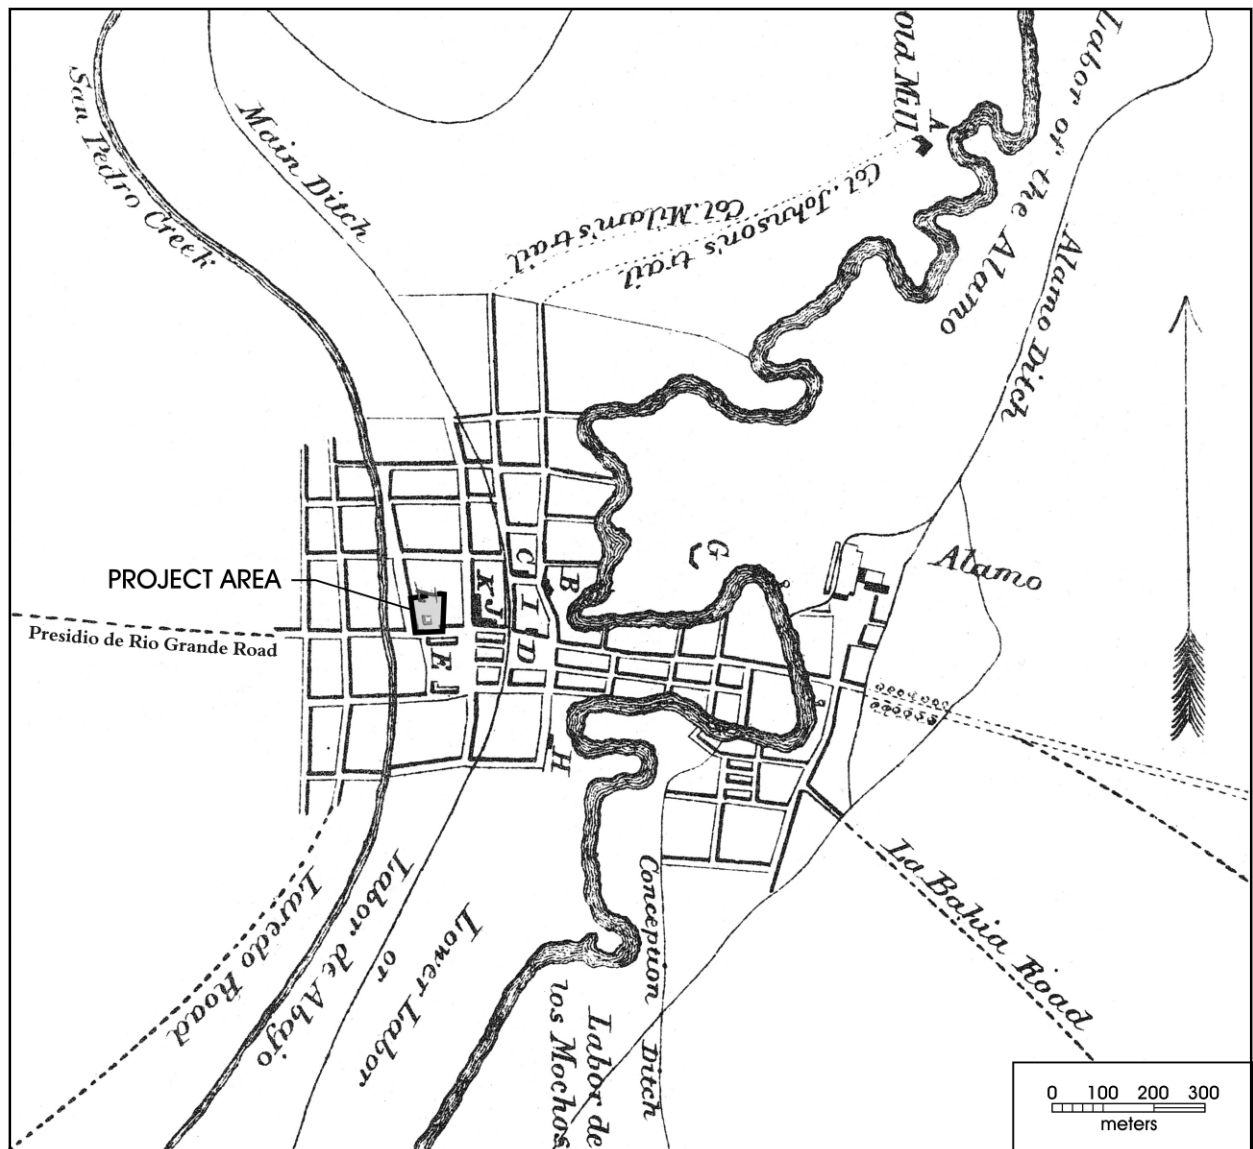 old Mill
A
Labor of the Alamo
San Pedro Creek
Main Ditch
Col. Milam's trail
Col. Johnson's trail
Alamo Ditch
G
C
B
K
J
I
Alamo
PROJECT AREA
Presidio de Rio Grande Road
E
D
H
Laredo Road
Labor de Abajo
or
Lower Labor
Conception Ditch
La Bahia Road
Labor de
los Mochos
0 100 200 300
meters